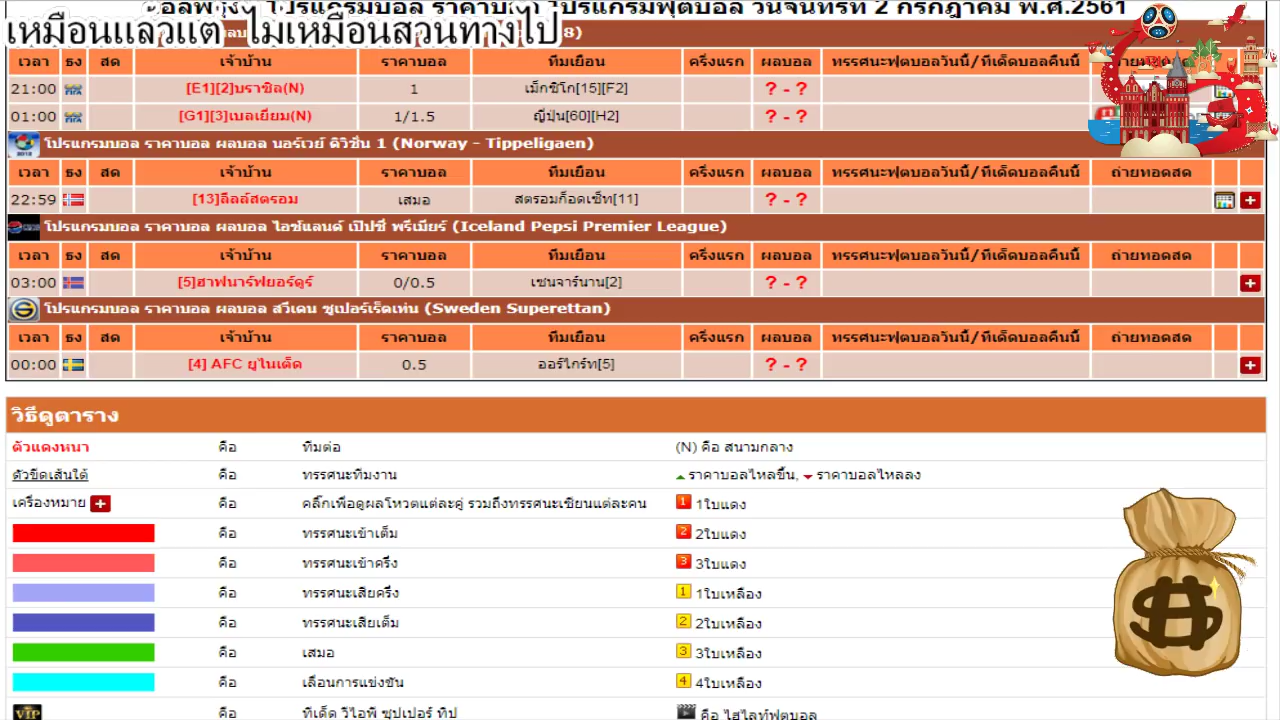 โปรแกรมบอล ราคาบอล โปรแกรมฟุตบอล วันจันทร์ที่ 2 กรกฎาคม พ.ศ.2561
เหมือนแล้วแต่ ไม่เหมือนสวนทางไป
เวลา ธง สด เจ้าบ้าน ราคาบอล ทีมเยือน ครึ่งแรก ผลบอล ทรรศนะฟุตบอลวันนี้/ทีเด็ดบอลคืนนี้ ถ่ายทอดสด
21:00 [E1][2]บราซิล(N) 1 เม็กซิโก[15][F2] ? - ?
01:00 [G1][3]เบลเยี่ยม(N) 1/1.5 ญี่ปุ่น[60][H2] ? - ?
โปรแกรมบอล ราคาบอล ผลบอล นอร์เวย์ ดิวิชั่น 1 (Norway - Tippeligaen)
เวลา ธง สด เจ้าบ้าน ราคาบอล ทีมเยือน ครึ่งแรก ผลบอล ทรรศนะฟุตบอลวันนี้/ทีเด็ดบอลคืนนี้ ถ่ายทอดสด
22:59 [13]ลีลล์สตรอม เสมอ สตรอมก็อดเซ็ท[11] ? - ?
โปรแกรมบอล ราคาบอล ผลบอล ไอซ์แลนด์ เป๊ปซี่ พรีเมียร์ (Iceland Pepsi Premier League)
เวลา ธง สด เจ้าบ้าน ราคาบอล ทีมเยือน ครึ่งแรก ผลบอล ทรรศนะฟุตบอลวันนี้/ทีเด็ดบอลคืนนี้ ถ่ายทอดสด
03:00 [5]ฮาฟนาร์ฟยอร์ดูร์ 0/0.5 เซนจาร์นาน[2] ? - ?
โปรแกรมบอล ราคาบอล ผลบอล สวีเดน ซูเปอร์เร็ตเท่น (Sweden Superettan)
เวลา ธง สด เจ้าบ้าน ราคาบอล ทีมเยือน ครึ่งแรก ผลบอล ทรรศนะฟุตบอลวันนี้/ทีเด็ดบอลคืนนี้ ถ่ายทอดสด
00:00 [4] AFC ยูไนเต็ด 0.5 ออร์ไกร์ท[5] ? - ?
วิธีดูตาราง
ตัวแดงหนา คือ ทีมต่อ (N) คือ สนามกลาง
ตัวขีดเส้นใต้ คือ ทรรศนะทีมงาน ราคาบอลไหลขึ้น, ราคาบอลไหลลง
เครื่องหมาย คือ คลิ๊กเพื่อดูผลโหวตแต่ละคู่ รวมถึงทรรศนะเซียนแต่ละคน 1 1ใบแดง
คือ ทรรศนะเข้าเต็ม 2 2ใบแดง
คือ ทรรศนะเข้าครึ่ง 3 3ใบแดง
คือ ทรรศนะเสียครึ่ง 1 1ใบเหลือง
คือ ทรรศนะเสียเต็ม 2 2ใบเหลือง
คือ เสมอ 3 3ใบเหลือง
คือ เลื่อนการแข่งขัน 4 4ใบเหลือง
VIP คือ ทีเด็ด วีไอพี ซุปเปอร์ ทิป คือ ไฮไลท์ฟุตบอล